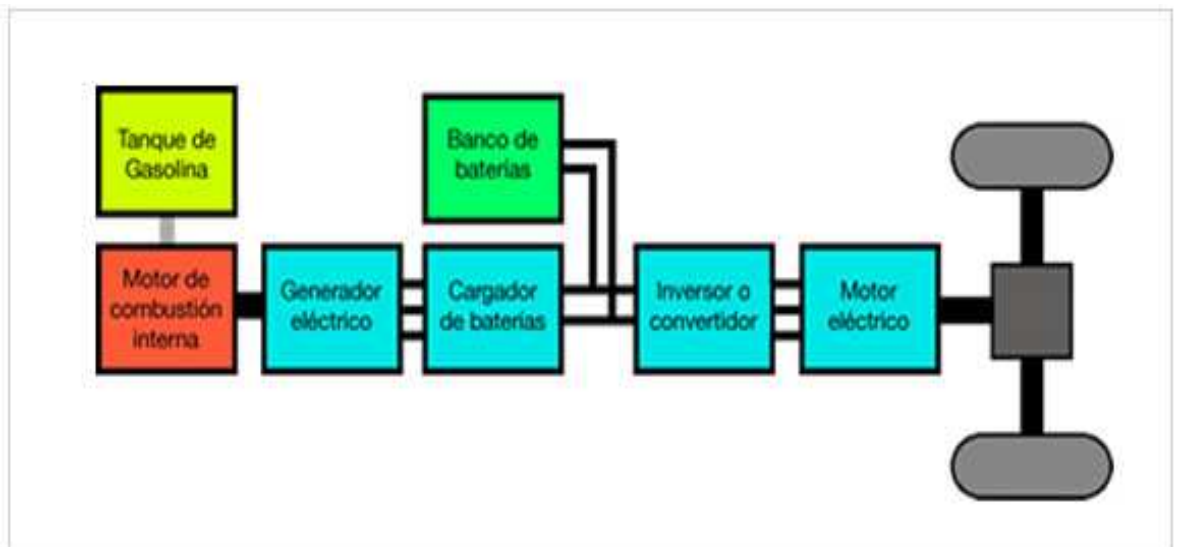 Tanque de
Gasolina
Banco de
baterías
Motor de
combustión
interna
Generador
eléctrico
Cargador
de baterías
Inversor o
convertidor
Motor
eléctrico